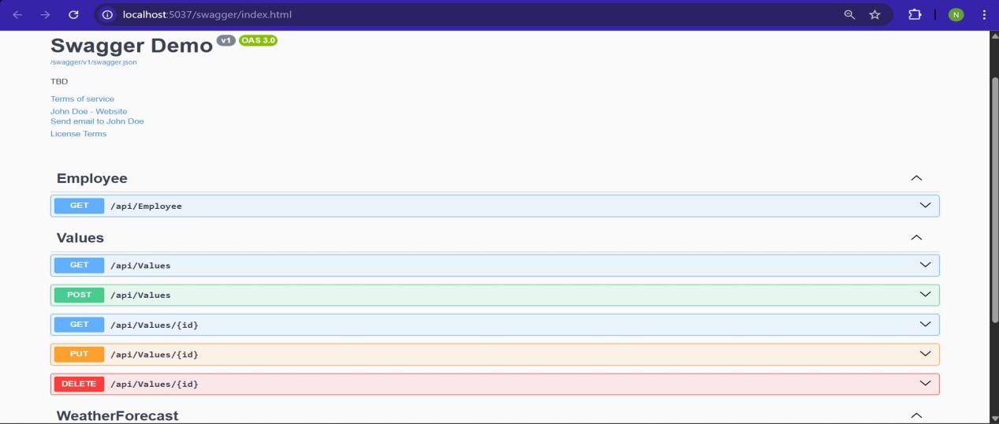 localhost:5037/swagger/index.html
N
Swagger Demo v1 OAS 3.0
/swagger/v1/swagger.json
TBD
Terms of service
John Doe - Website
Send email to John Doe
License Terms
Employee
GET /api/Employee
Values
GET /api/Values
POST /api/Values
GET /api/Values/{id}
PUT /api/Values/{id}
DELETE /api/Values/{id}
WeatherForecast